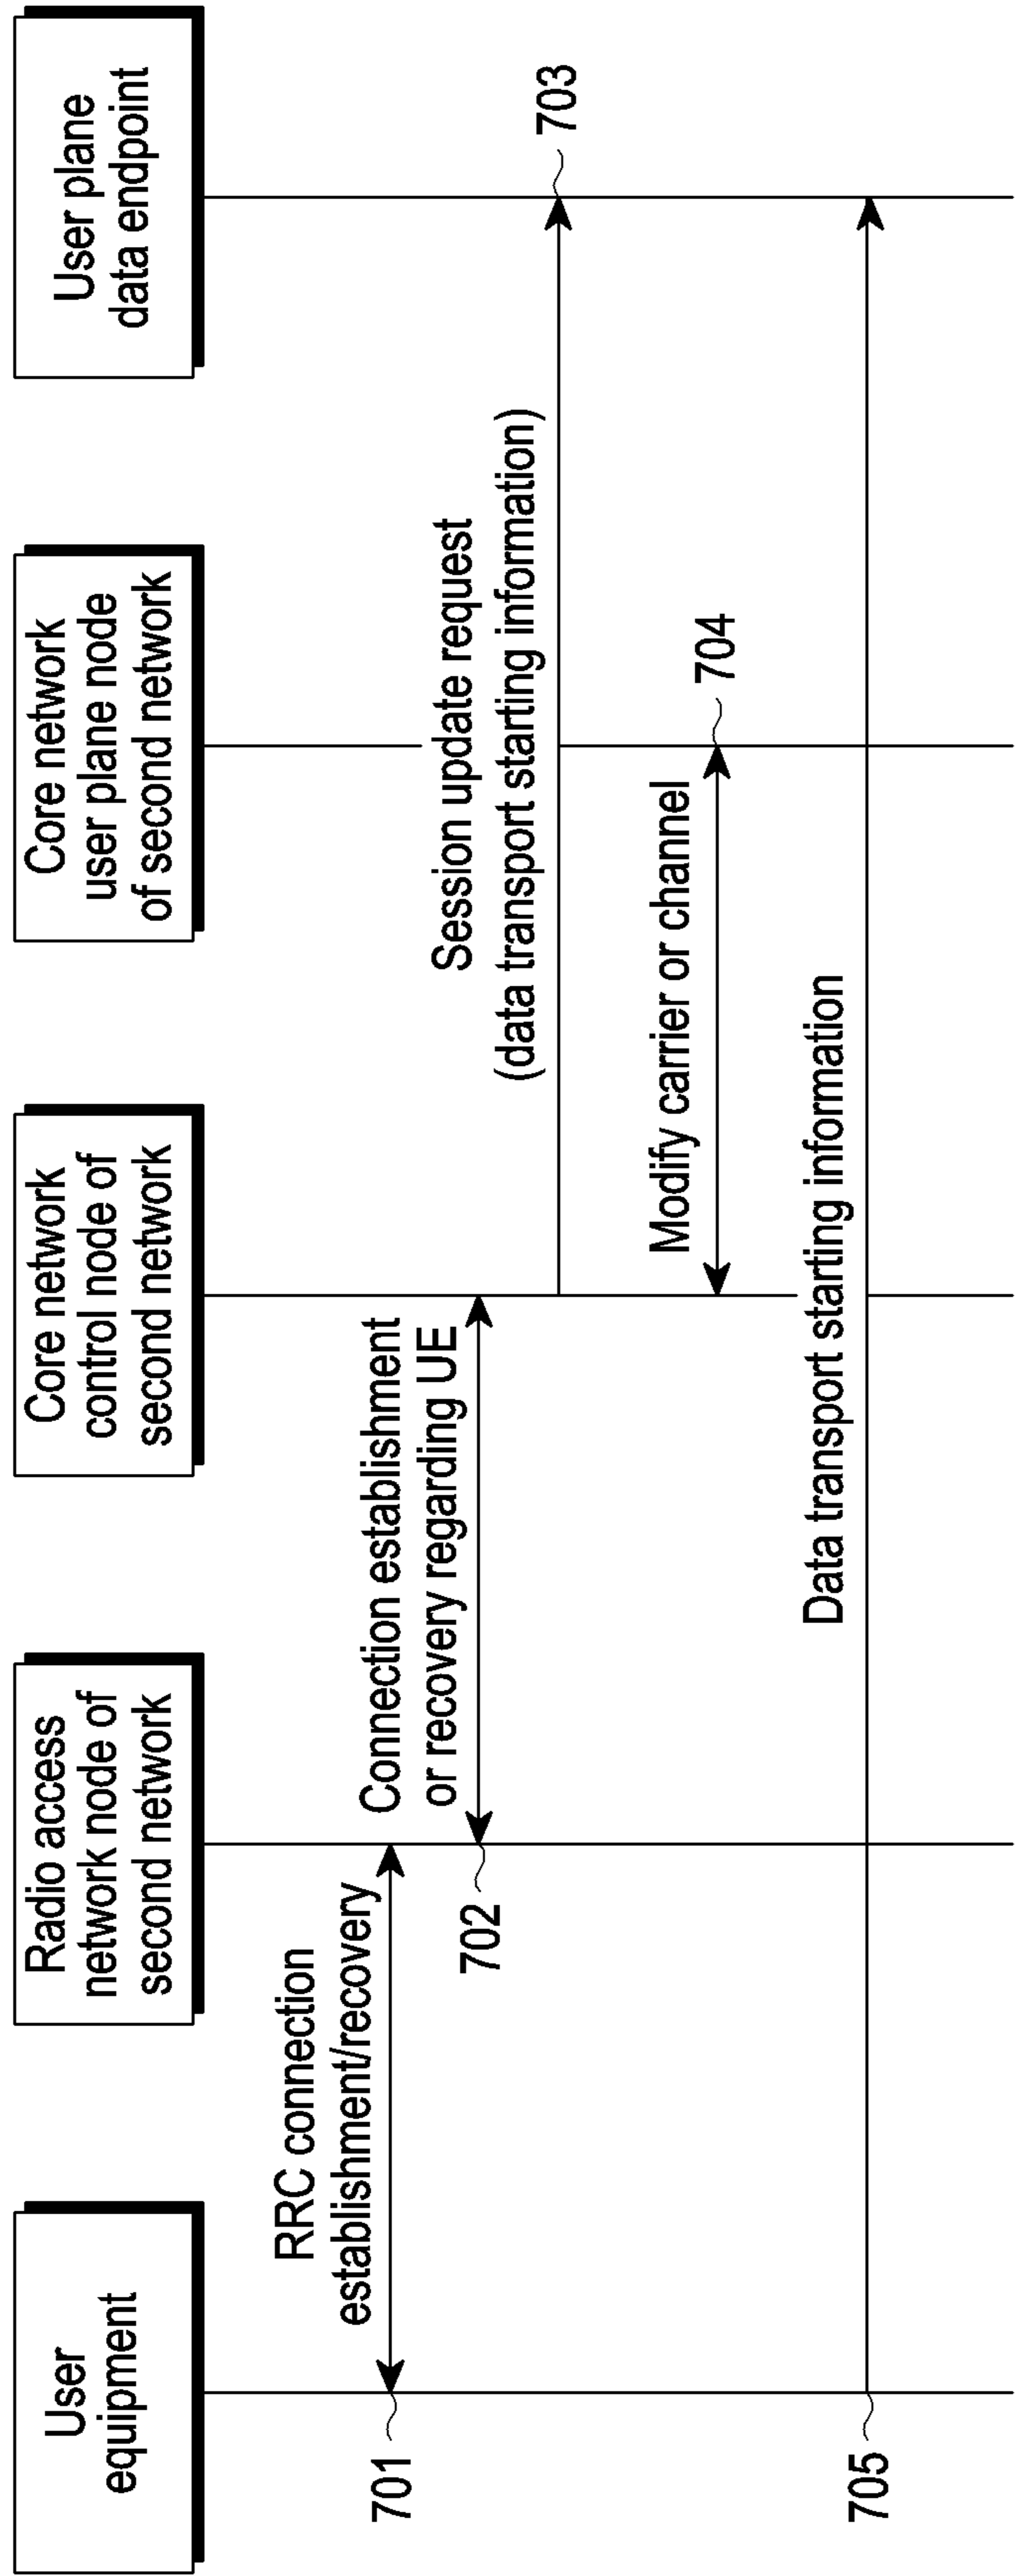 User
equipment
Radio access
network node of
second network
Core network
control node of
second network
Core network
user plane node
of second network
User plane
data endpoint
RRC connection
establishment/recovery
701
Connection establishment
or recovery regarding UE
702
Session update request
(data transport starting information)
703
Modify carrier or channel
704
Data transport starting information
705